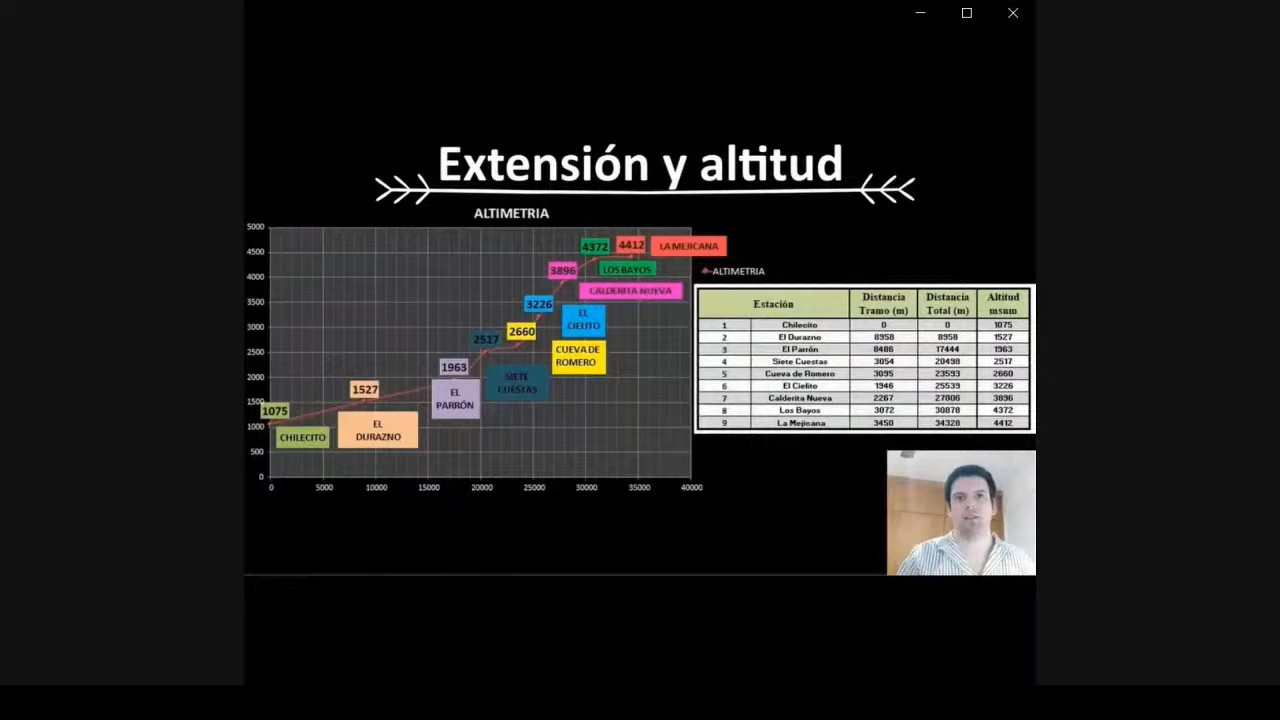 Extensión y altitud
ALTIMETRIA
5000
4500
4000
3500
3000
2500
2000
1500
1000
500
0
0
5000
10000
15000
20000
25000
30000
35000
40000
1075
CHILECITO
1527
EL
DURAZNO
1963
EL
PARRÓN
2517
SIETE
CUESTAS
2660
CUEVA DE
ROMERO
3226
EL
CIELITO
3896
CALDERITA NUEVA
4372
LOS BAYOS
4412
LA MEJICANA
ALTIMETRIA
Estación Distancia Tramo (m) Distancia Total (m) Altitud msnm
1 Chilecito 0 0 1075
2 El Durazno 8958 8958 1527
3 El Parrón 8486 17444 1963
4 Siete Cuestas 3054 20498 2517
5 Cueva de Romero 3095 23593 2660
6 El Cielito 1946 25539 3226
7 Calderita Nueva 2267 27806 3896
8 Los Bayos 3072 30878 4372
9 La Mejicana 3450 34328 4412